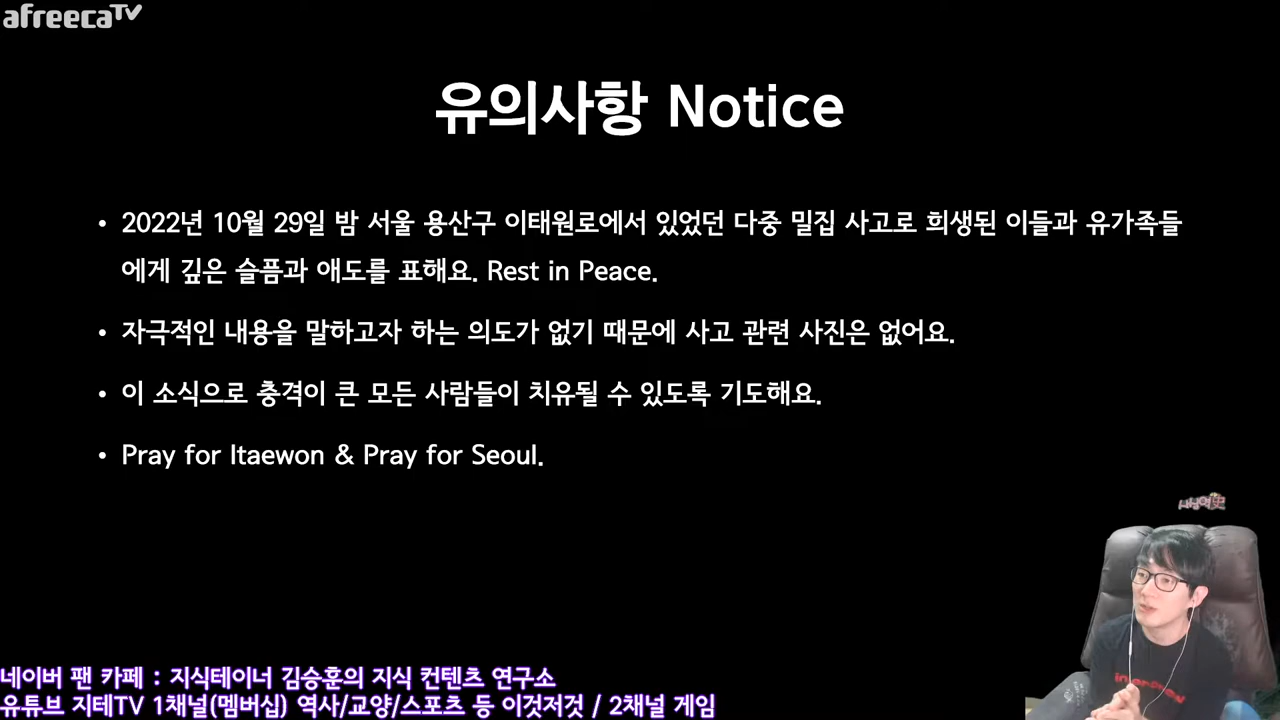 afreecaTV
유의사항 Notice
• 2022년 10월 29일 밤 서울 용산구 이태원로에서 있었던 다중 밀집 사고로 희생된 이들과 유가족들
에게 깊은 슬픔과 애도를 표해요. Rest in Peace.
• 자극적인 내용을 말하고자 하는 의도가 없기 때문에 사고 관련 사진은 없어요.
• 이 소식으로 충격이 큰 모든 사람들이 치유될 수 있도록 기도해요.
• Pray for Itaewon & Pray for Seoul.
네이버 팬 카페 : 지식테이너 김승훈의 지식 컨텐츠 연구소
유튜브 지테TV 1채널(멤버십) 역사/교양/스포츠 등 이것저것 / 2채널 게임